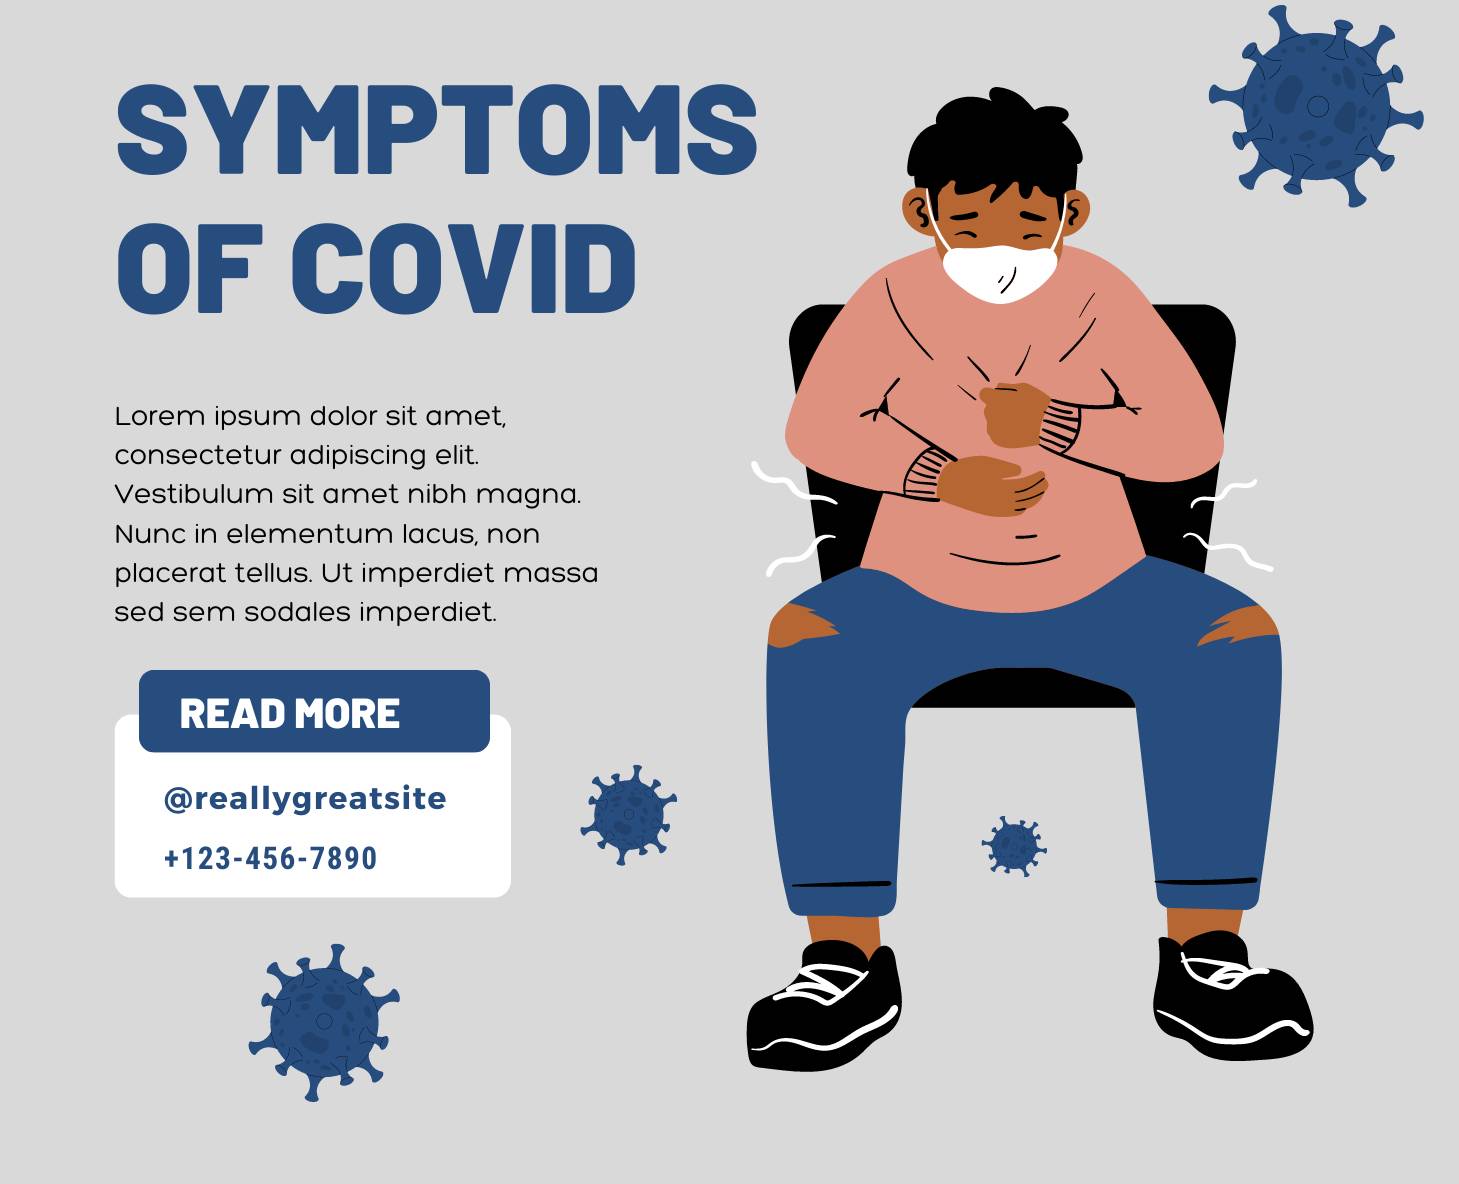 SYMPTOMS
OF COVID
Lorem ipsum dolor sit amet,
consectetur adipiscing elit.
Vestibulum sit amet nibh magna.
Nunc in elementum lacus, non
placerat tellus. Ut imperdiet massa
sed sem sodales imperdiet.
READ MORE
@reallygreatsite
+123-456-7890